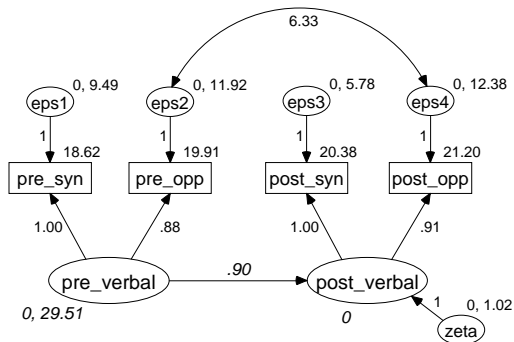 6.33
0, 9.49
0, 11.92
0, 5.78
0, 12.38
eps1
eps2
eps3
eps4
1
1
1
1
18.62
19.91
20.38
21.20
pre_syn
pre_opp
post_syn
post_opp
1.00
.88
1.00
.91
.90
pre_verbal
post_verbal
0, 29.51
0
1
0, 1.02
zeta